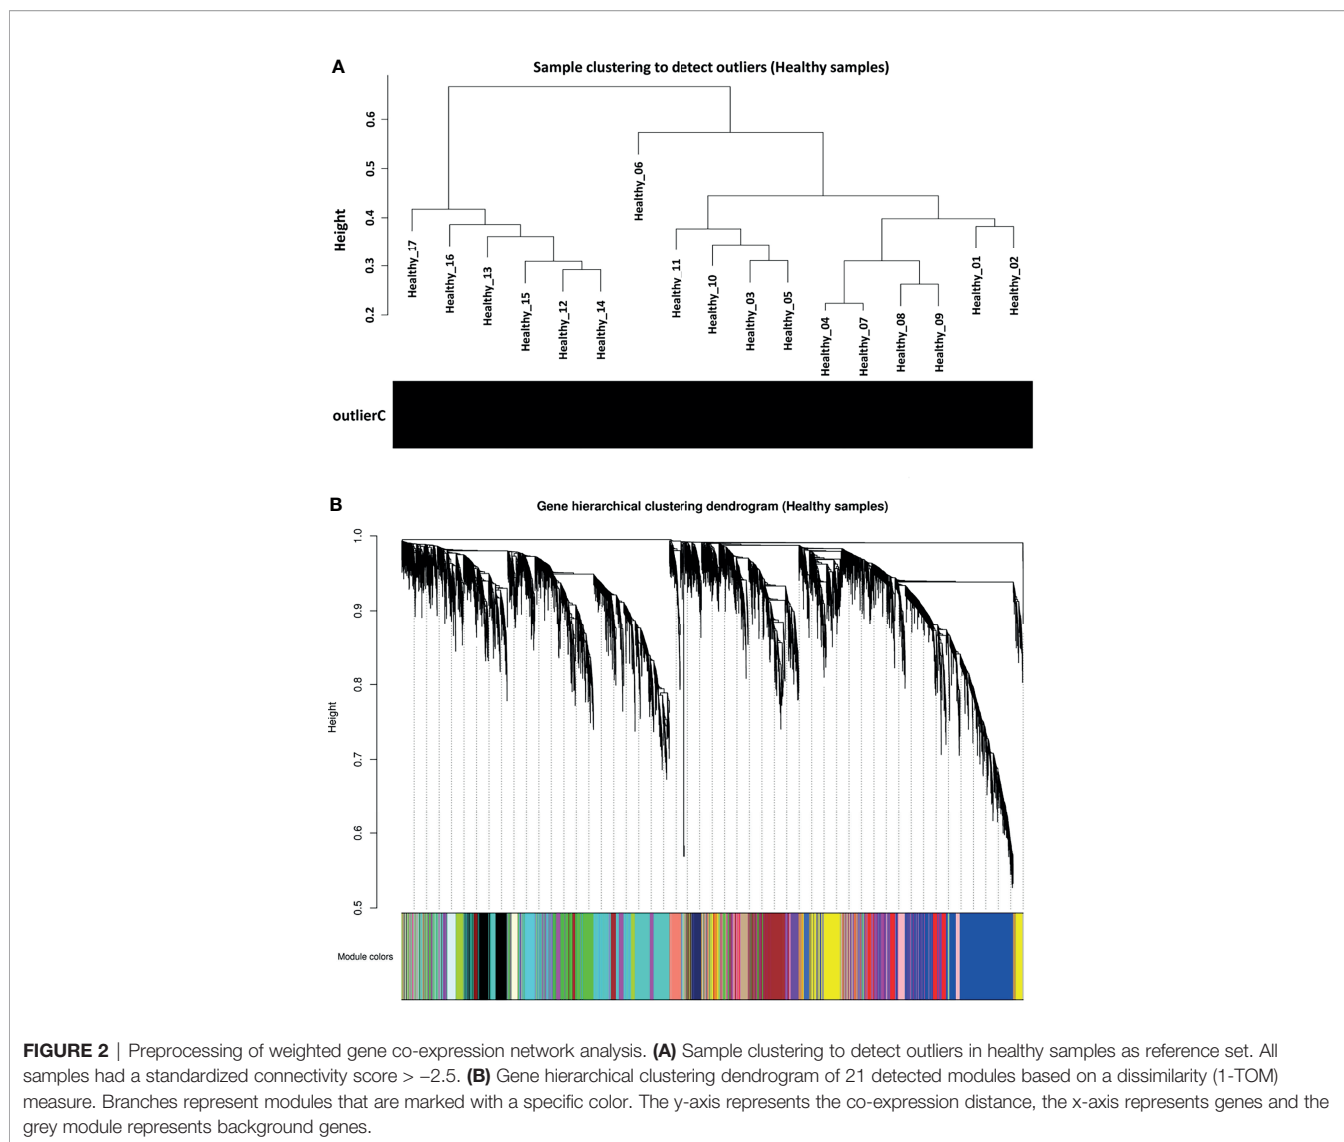 A
Sample clustering to detect outliers (Healthy samples)
Height
0.6
0.5
0.4
0.3
0.2
Healthy_17
Healthy_16
Healthy_13
Healthy_15
Healthy_12
Healthy_14
Healthy_06
Healthy_11
Healthy_10
Healthy_03
Healthy_05
Healthy_04
Healthy_07
Healthy_08
Healthy_09
Healthy_01
Healthy_02
outlierC
B
Gene hierarchical clustering dendrogram (Healthy samples)
Height
1.0
0.9
0.8
0.7
0.6
0.5
Module colors
FIGURE 2 | Preprocessing of weighted gene co-expression network analysis. (A) Sample clustering to detect outliers in healthy samples as reference set. All
samples had a standardized connectivity score > −2.5. (B) Gene hierarchical clustering dendrogram of 21 detected modules based on a dissimilarity (1-TOM)
measure. Branches represent modules that are marked with a specific color. The y-axis represents the co-expression distance, the x-axis represents genes and the
grey module represents background genes.